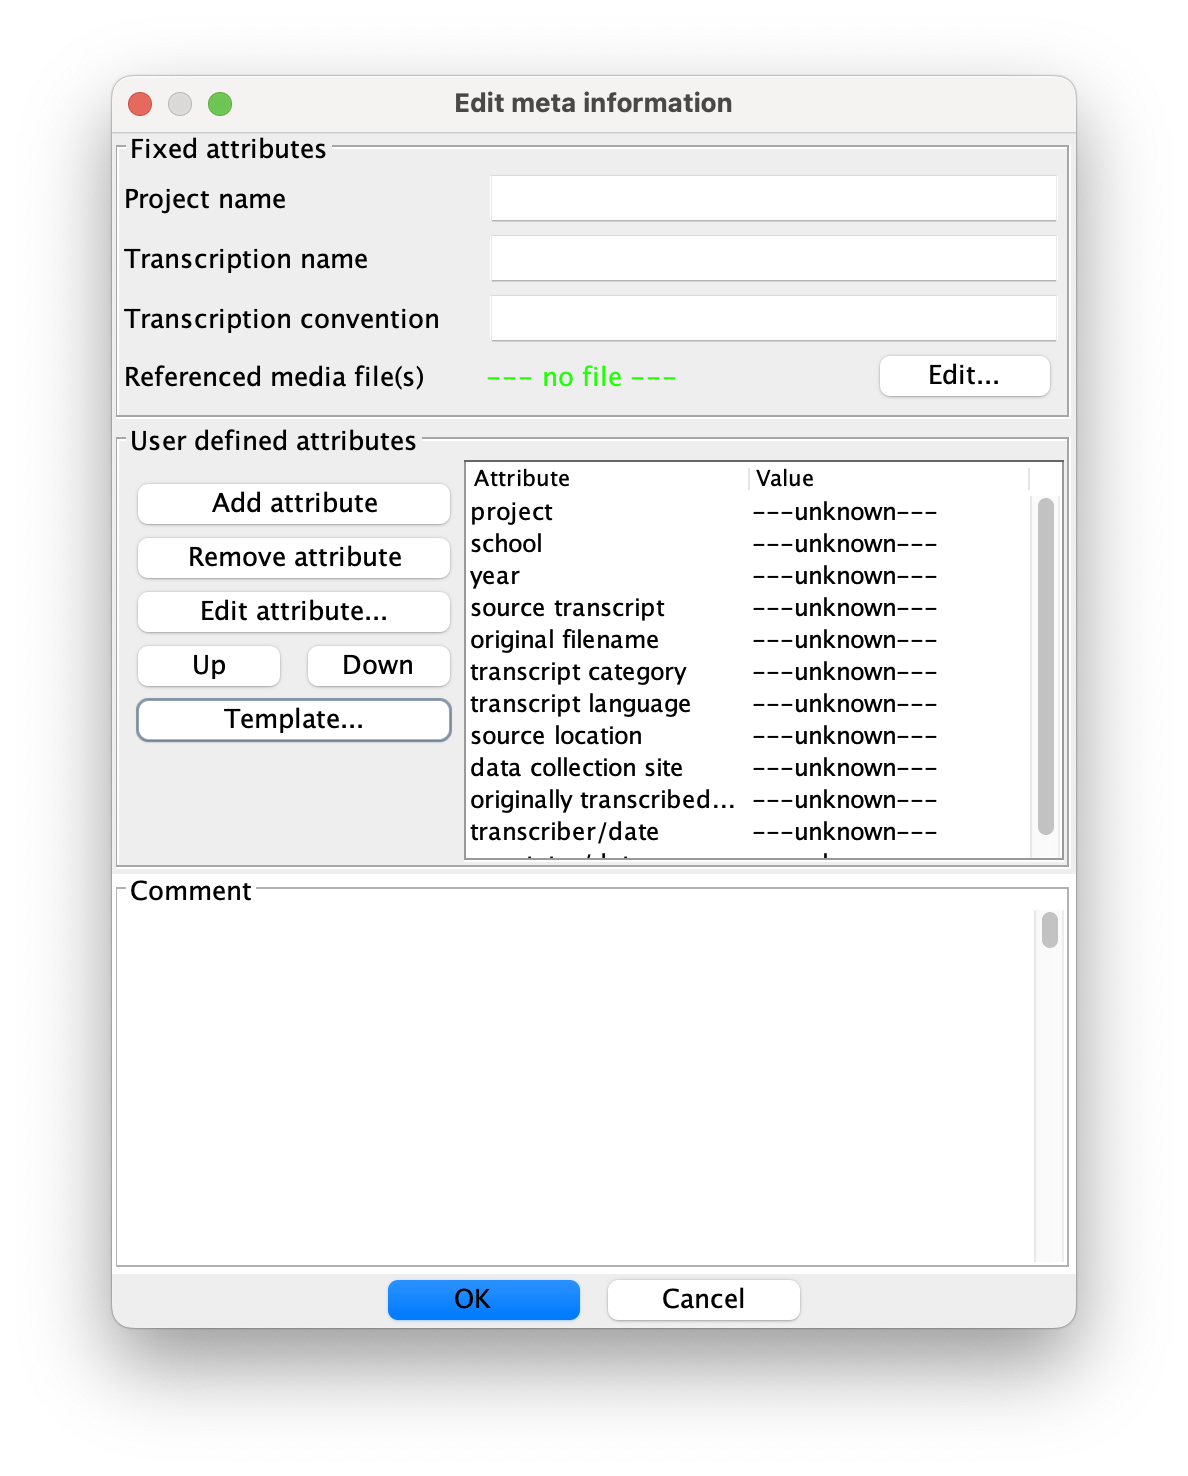 Edit meta information
Fixed attributes
Project name
Transcription name
Transcription convention
Referenced media file(s) --- no file --- Edit...
User defined attributes
Add attribute
Remove attribute
Edit attribute...
Up Down
Template...
Attribute Value
project ---unknown---
school ---unknown---
year ---unknown---
source transcript ---unknown---
original filename ---unknown---
transcript category ---unknown---
transcript language ---unknown---
source location ---unknown---
data collection site ---unknown---
originally transcribed... ---unknown---
transcriber/date ---unknown---
Comment
OK Cancel